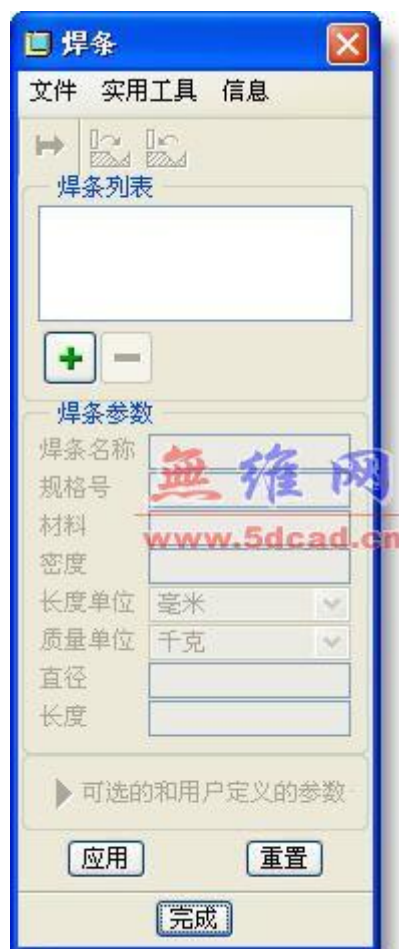 焊条
文件 实用工具 信息
焊条列表
焊条参数
焊条名称
规格号
材料
密度
长度单位 毫米
质量单位 千克
直径
长度
無维网
www.5dcad.cn
可选的和用户定义的参数
应用 重置
完成